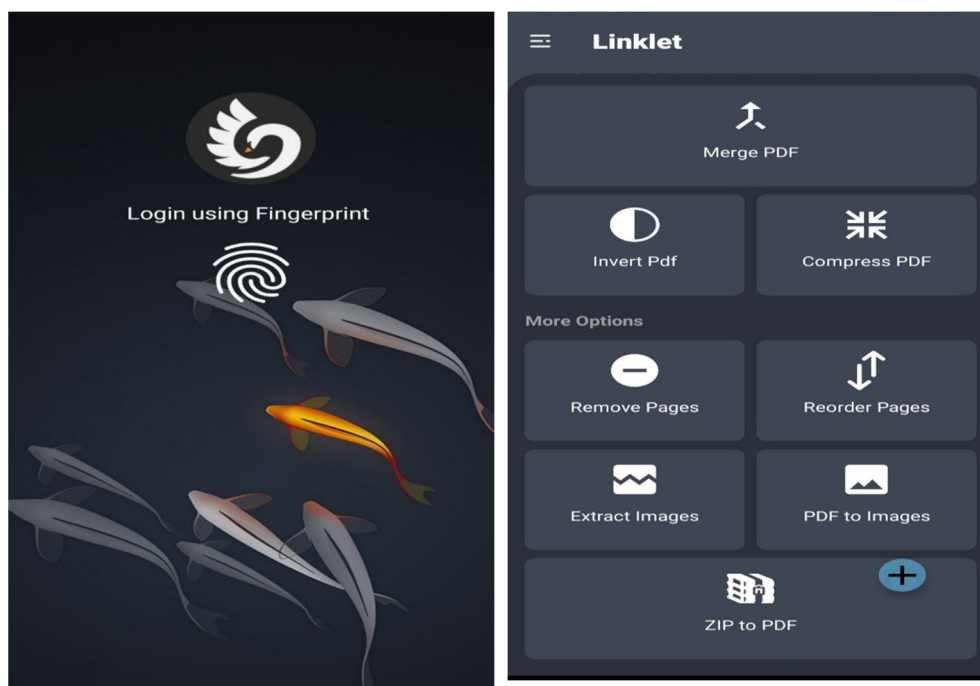 Login using Fingerprint
Linklet
Merge PDF
Invert Pdf
Compress PDF
More Options
Remove Pages
Reorder Pages
Extract Images
PDF to Images
ZIP to PDF